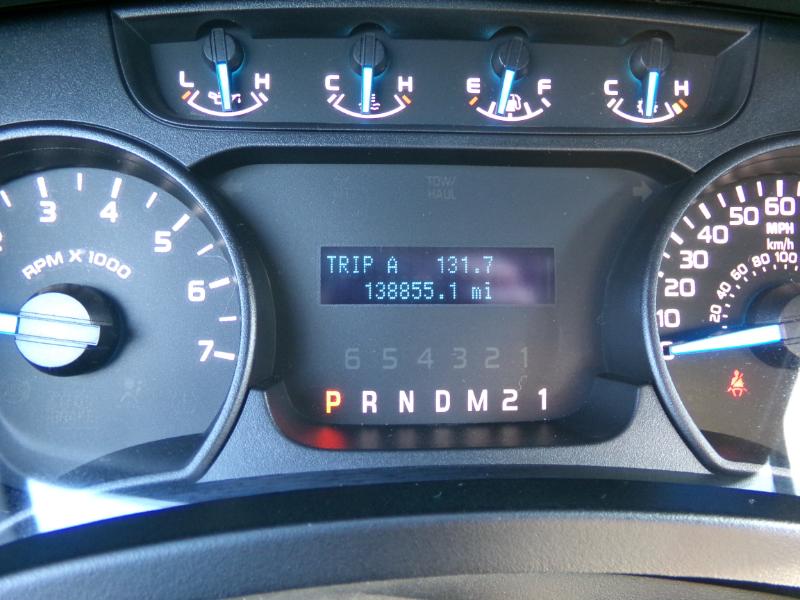 L H C H E F C H
TOW/
HAUL
2 3 4 5 6 7
RPM X 1000
TRIP A 131.7
138855.1 mi
6 5 4 3 2 1
P R N D M 2 1
0 10 20 30 40 50 60
MPH
km/h
20 40 60 80 100